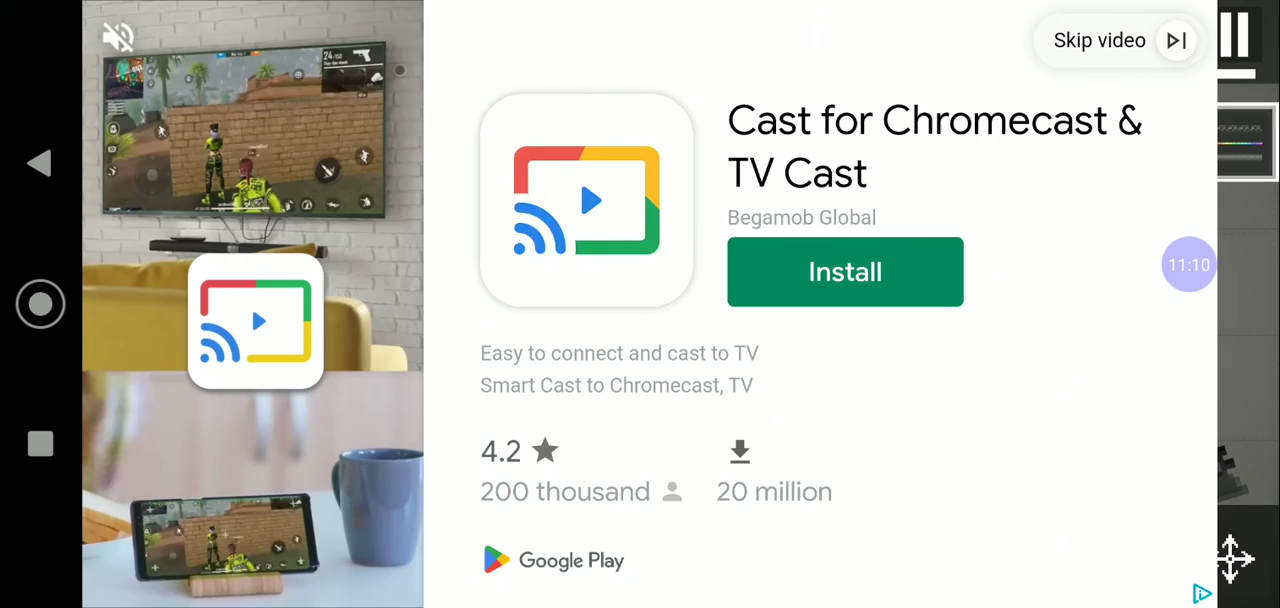 Skip video
Cast for Chromecast &
TV Cast
Begamob Global
Install
11:10
Easy to connect and cast to TV
Smart Cast to Chromecast, TV
4.2
200 thousand
20 million
Google Play